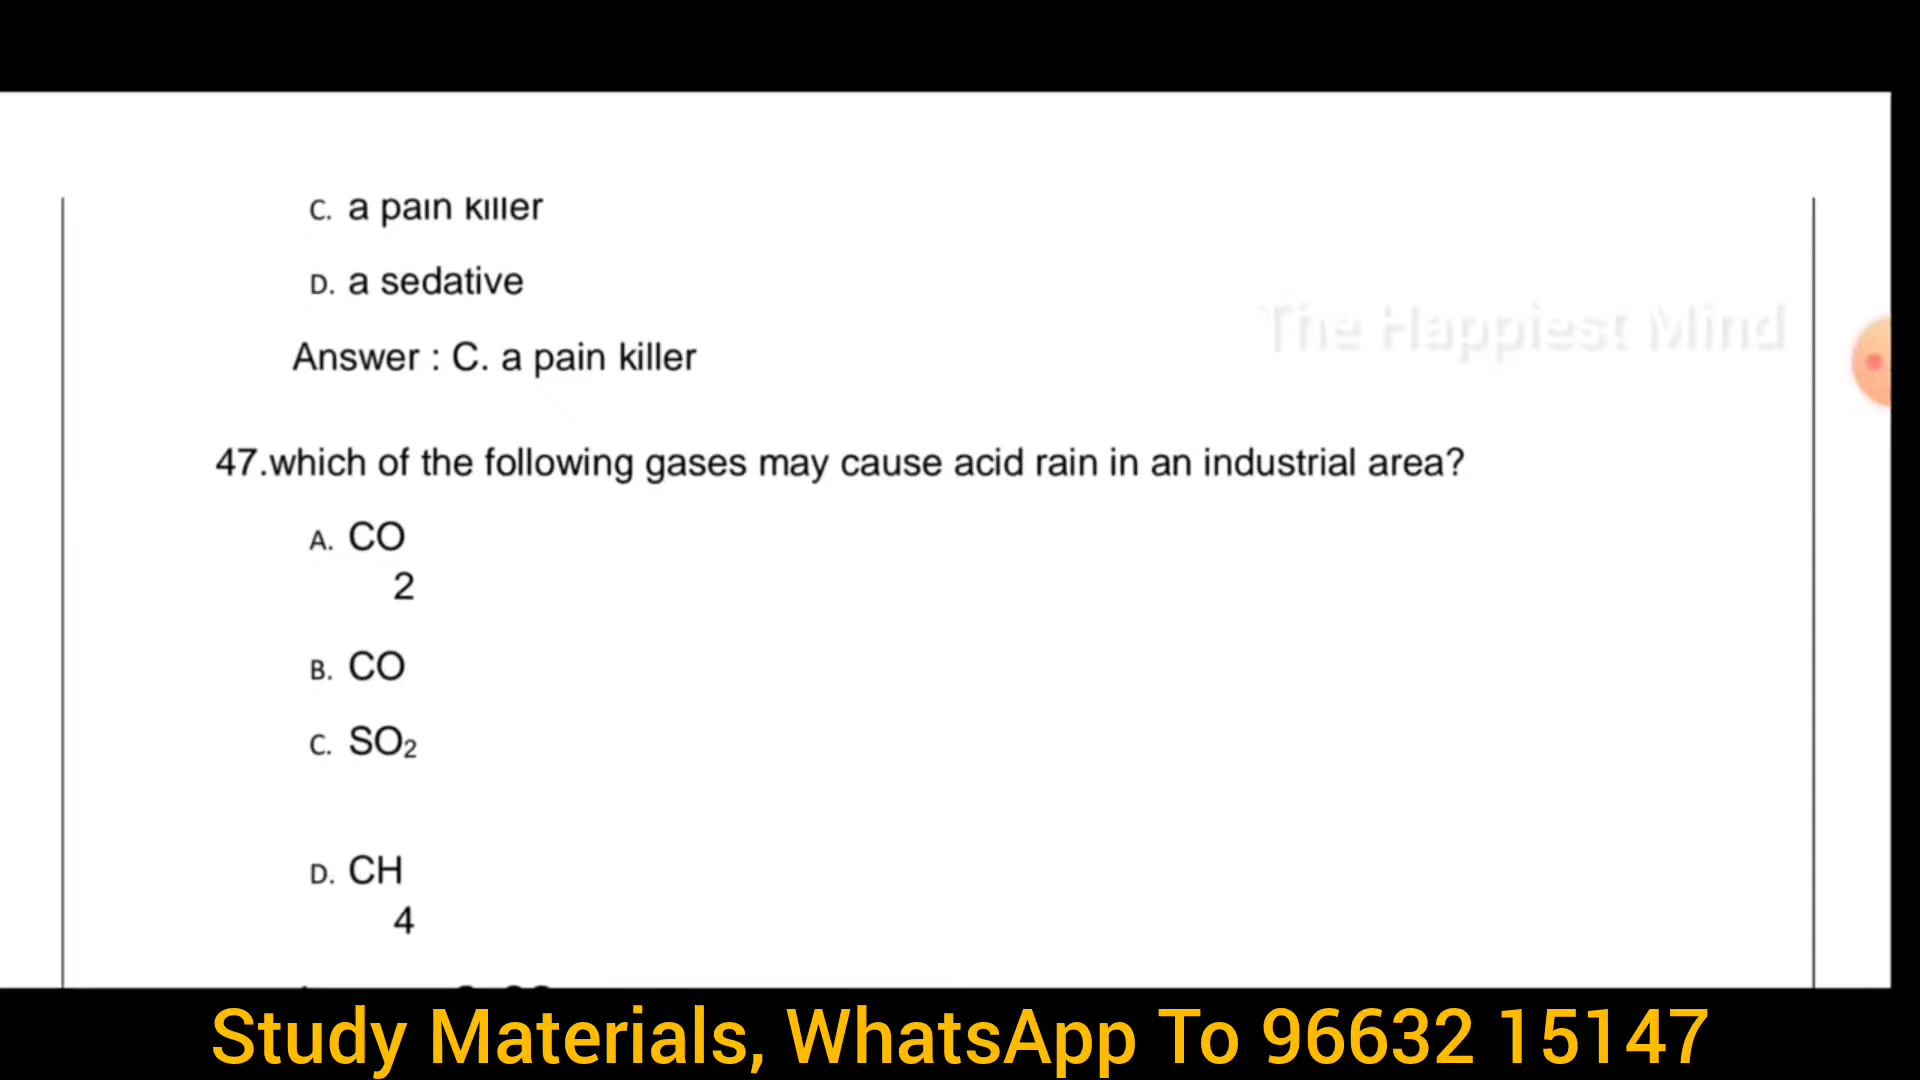 C. a pain killer
D. a sedative
The Happiest Mind
Answer : C. a pain killer
47.which of the following gases may cause acid rain in an industrial area?
A. CO
2
B. CO
C. SO₂
D. CH
4
Study Materials, WhatsApp To 96632 15147